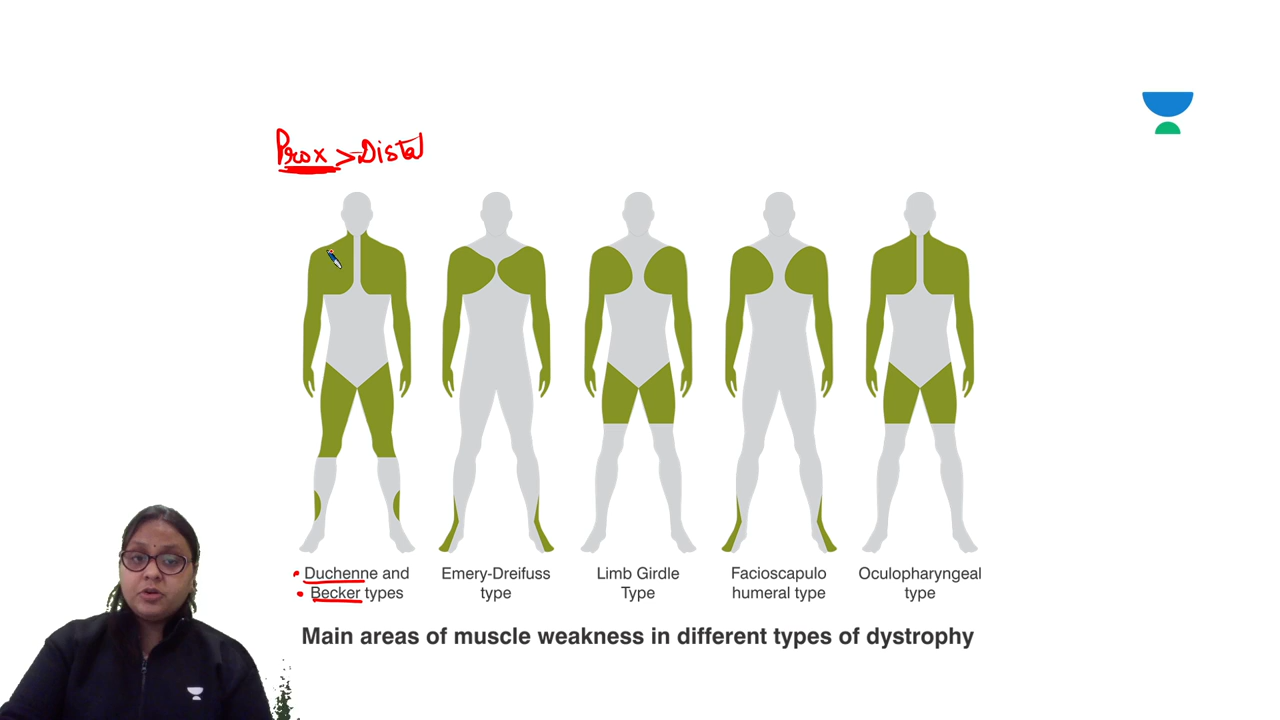 Prox > Distal
• Duchenne and
• Becker types
Emery-Dreifuss
type
Limb Girdle
Type
Facioscapulo
humeral type
Oculopharyngeal
type
Main areas of muscle weakness in different types of dystrophy